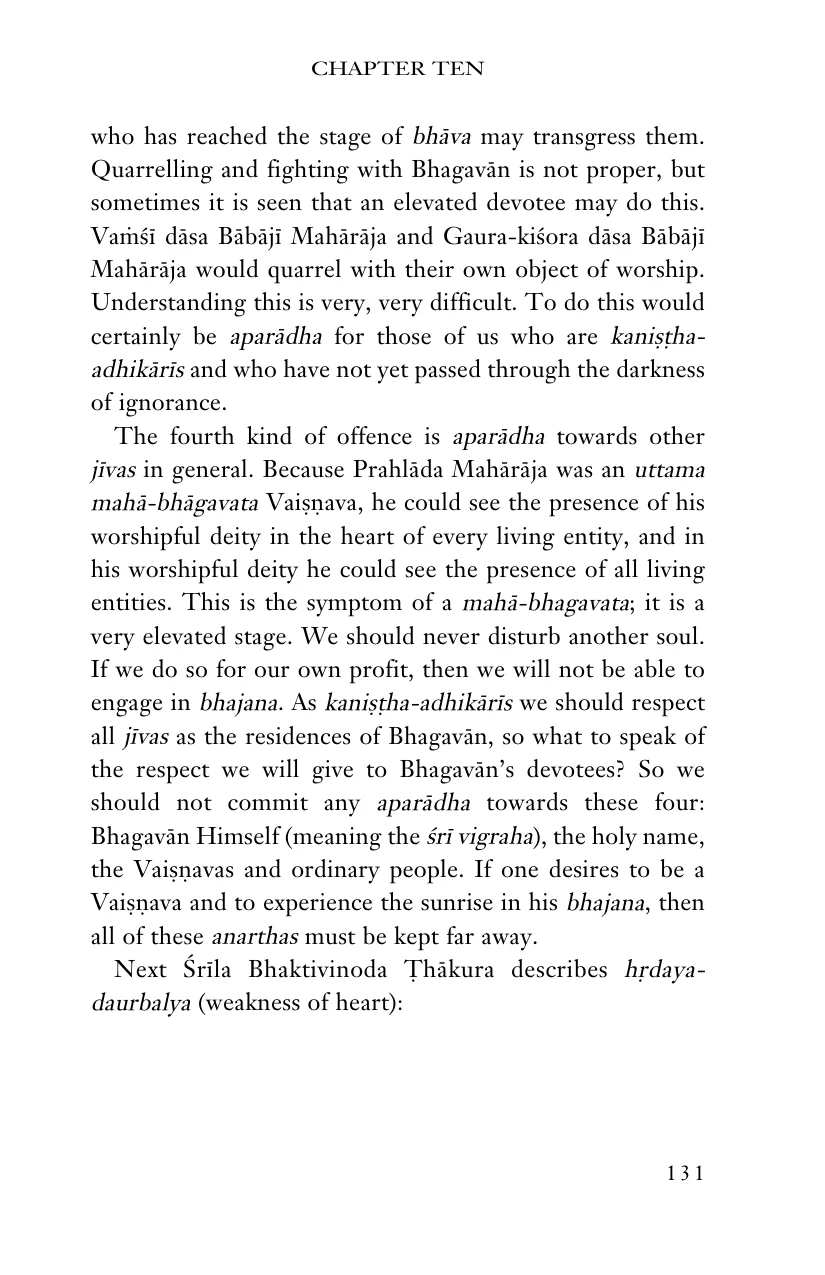 CHAPTER TEN
who has reached the stage of bhāva may transgress them.
Quarrelling and fighting with Bhagavān is not proper, but
sometimes it is seen that an elevated devotee may do this.
Vaṁśī dāsa Bābājī Mahārāja and Gaura-kiśora dāsa Bābājī
Mahārāja would quarrel with their own object of worship.
Understanding this is very, very difficult. To do this would
certainly be aparādha for those of us who are kaniṣṭha-
adhikārīs and who have not yet passed through the darkness
of ignorance.
The fourth kind of offence is aparādha towards other
jīvas in general. Because Prahlāda Mahārāja was an uttama
mahā-bhāgavata Vaiṣṇava, he could see the presence of his
worshipful deity in the heart of every living entity, and in
his worshipful deity he could see the presence of all living
entities. This is the symptom of a mahā-bhagavata; it is a
very elevated stage. We should never disturb another soul.
If we do so for our own profit, then we will not be able to
engage in bhajana. As kaniṣṭha-adhikārīs we should respect
all jīvas as the residences of Bhagavān, so what to speak of
the respect we will give to Bhagavān’s devotees? So we
should not commit any aparādha towards these four:
Bhagavān Himself (meaning the śrī vigraha), the holy name,
the Vaiṣṇavas and ordinary people. If one desires to be a
Vaiṣṇava and to experience the sunrise in his bhajana, then
all of these anarthas must be kept far away.
Next Śrīla Bhaktivinoda Ṭhākura describes hṛdaya-
daurbalya (weakness of heart):
131